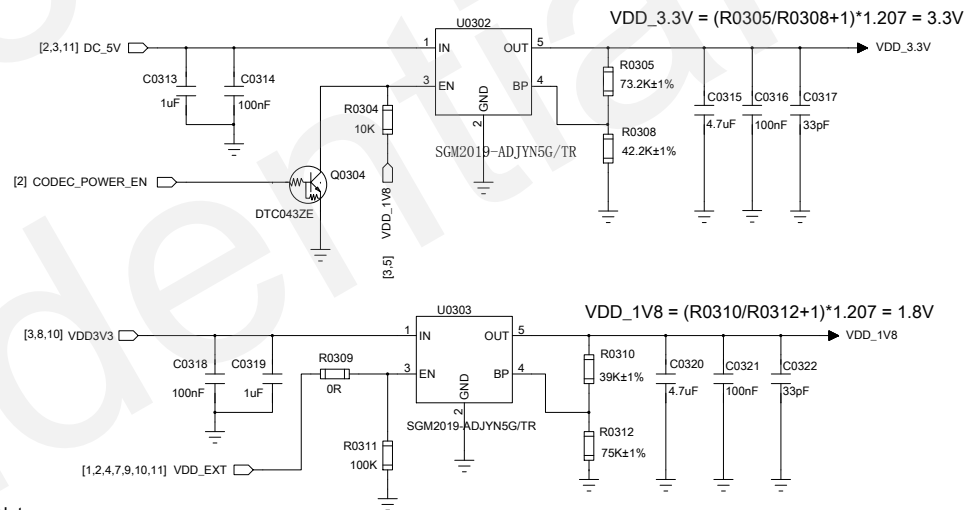 VDD_3.3V = (R0305/R0308+1)*1.207 = 3.3V
U0302
[2,3,11] DC_5V
1 IN
OUT 5
VDD_3.3V
C0313
1uF
C0314
100nF
3 EN
BP 4
GND
2
R0304
10K
R0305
73.2K±1%
R0308
42.2K±1%
C0315
4.7uF
C0316
100nF
C0317
33pF
SGM2019-ADJYN5G/TR
[2] CODEC_POWER_EN
Q0304
DTC043ZE
VDD_1V8
[3,5]
VDD_1V8 = (R0310/R0312+1)*1.207 = 1.8V
U0303
[3,8,10] VDD3V3
1 IN
OUT 5
VDD_1V8
C0318
100nF
C0319
1uF
R0309
0R
3 EN
BP 4
GND
2
R0310
39K±1%
R0312
75K±1%
C0320
4.7uF
C0321
100nF
C0322
33pF
SGM2019-ADJYN5G/TR
R0311
100K
[1,2,4,7,9,10,11] VDD_EXT